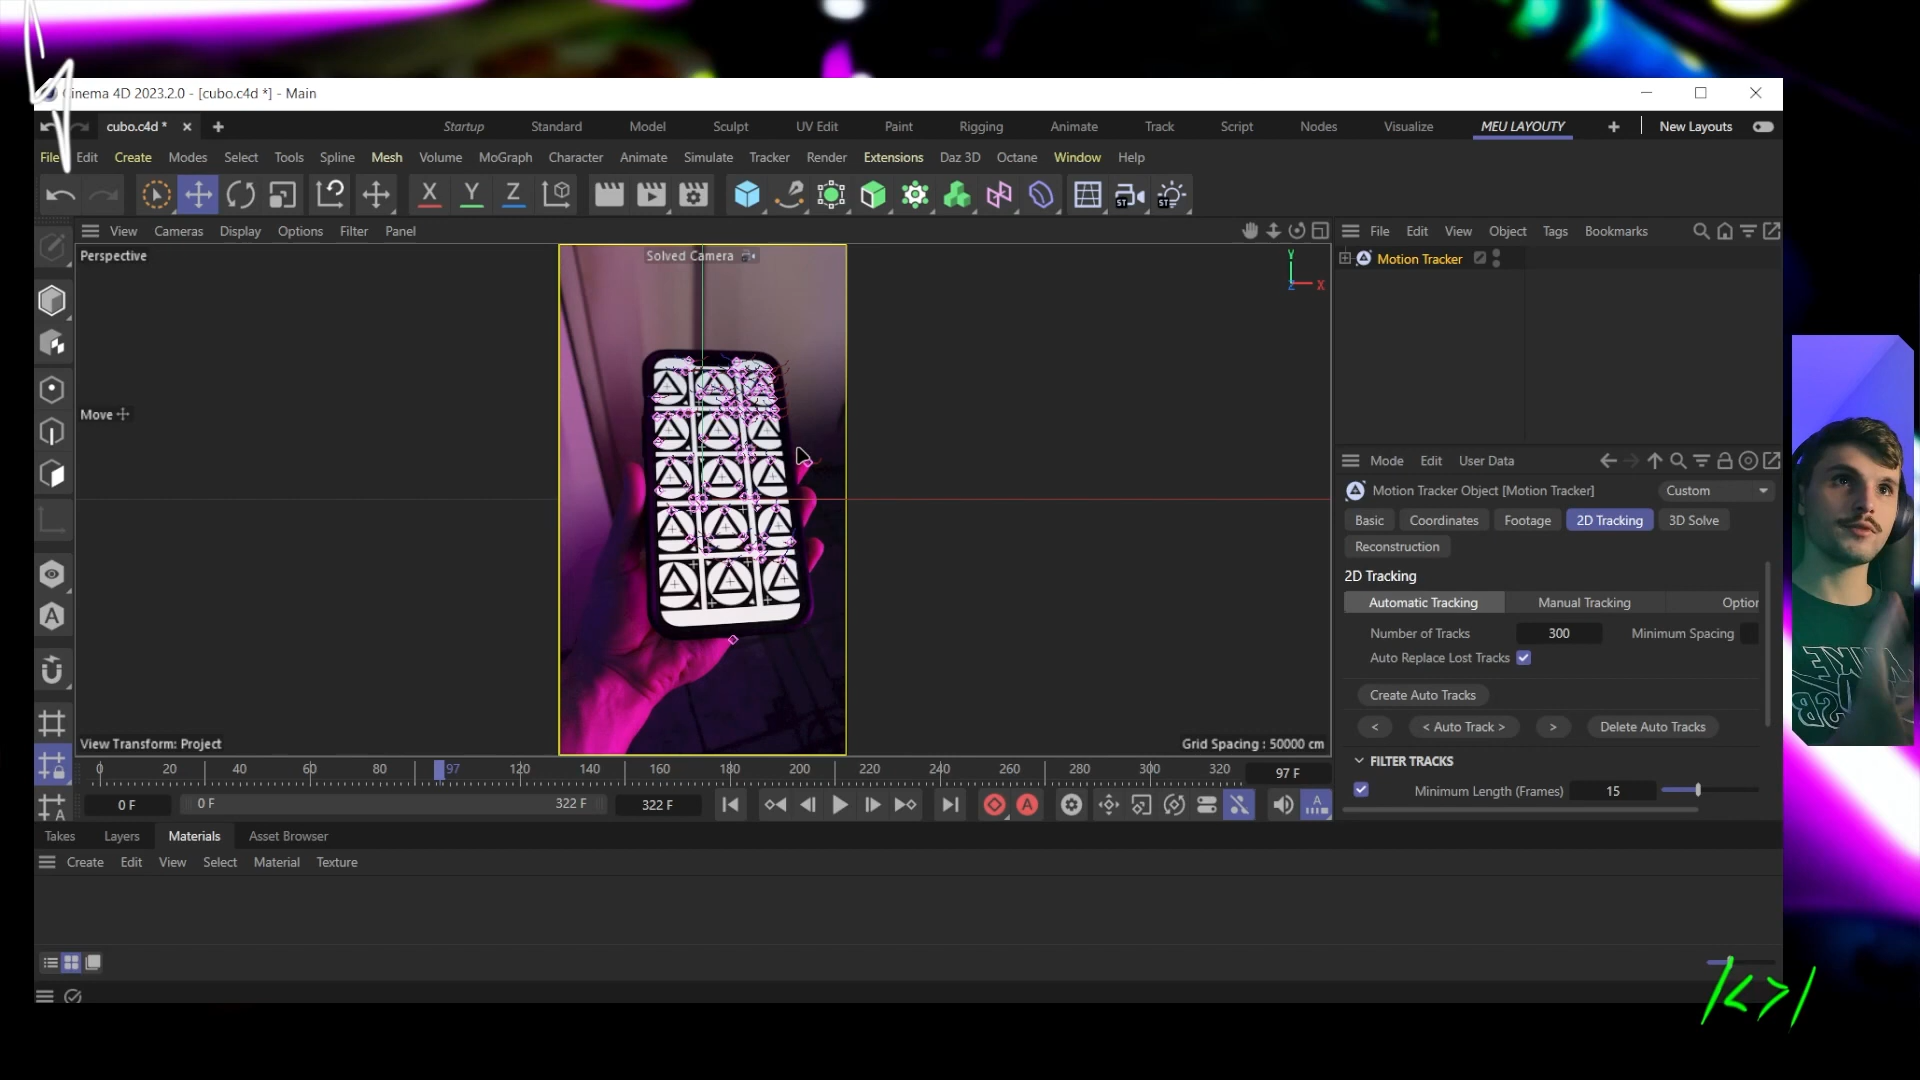 Cinema 4D 2023.2.0 - [cubo.c4d *] - Main
cubo.c4d * Startup Standard Model Sculpt UV Edit Paint Rigging Animate Track Script Nodes Visualize MEU LAYOUTY New Layouts
File Edit Create Modes Select Tools Spline Mesh Volume MoGraph Character Animate Simulate Tracker Render Extensions Daz 3D Octane Window Help
X Y Z ST ST
View Cameras Display Options Filter Panel
File Edit View Object Tags Bookmarks
Perspective
Solved Camera
Y
Z X
Motion Tracker
Move
Mode Edit User Data
Motion Tracker Object [Motion Tracker] Custom
Basic Coordinates Footage 2D Tracking 3D Solve
Reconstruction
2D Tracking
Automatic Tracking Manual Tracking Option
Number of Tracks 300 Minimum Spacing
Auto Replace Lost Tracks
Create Auto Tracks
< < Auto Track > > Delete Auto Tracks
FILTER TRACKS
Minimum Length (Frames) 15
View Transform: Project
Grid Spacing : 50000 cm
0 20 40 60 80 97 120 140 160 180 200 220 240 260 280 300 320 97 F
0 F 0 F 322 F 322 F
Takes Layers Materials Asset Browser
Create Edit View Select Material Texture